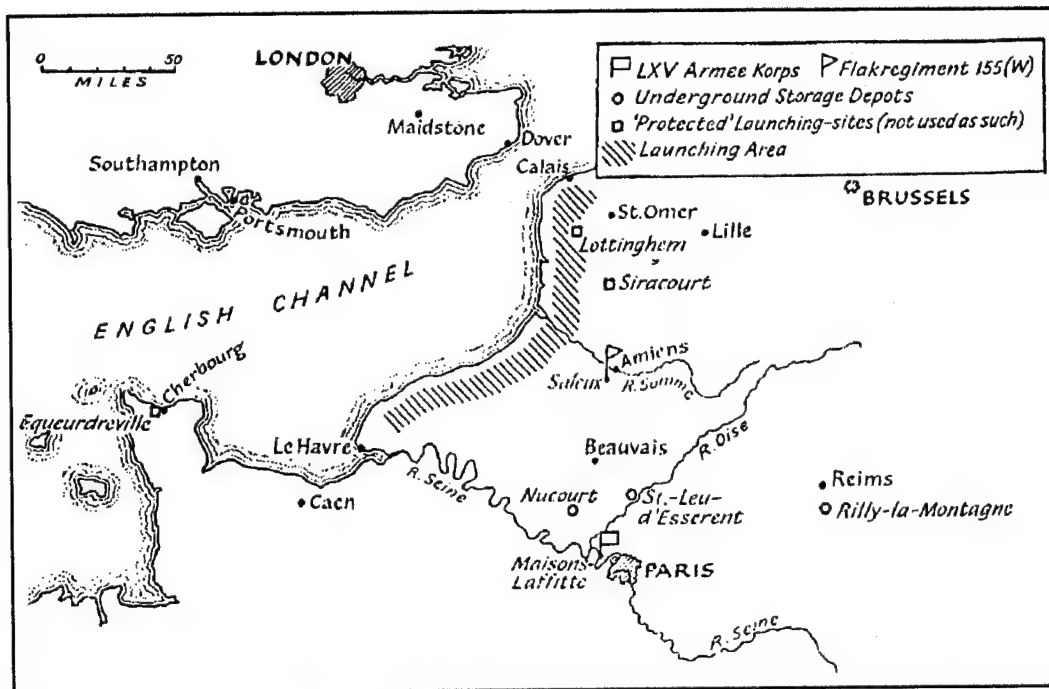 0 50
MILES
LONDON
Maidstone
Dover
Calais
Southampton
Portsmouth
LXV Armee Korps
Flakregiment 155(W)
Underground Storage Depots
'Protected' Launching-sites (not used as such)
Launching Area
BRUSSELS
St. Omer
Lille
Lottinghem
Siracourt
ENGLISH CHANNEL
Cherbourg
Equeurdreville
Amiens
Saleux
R. Somme
Le Havre
R. Seine
Caen
Beauvais
R. Oise
Nucourt
St.-Leu-
d'Esserent
Reims
Rilly-la-Montagne
Maisons-
Laffitte
PARIS
R. Seine